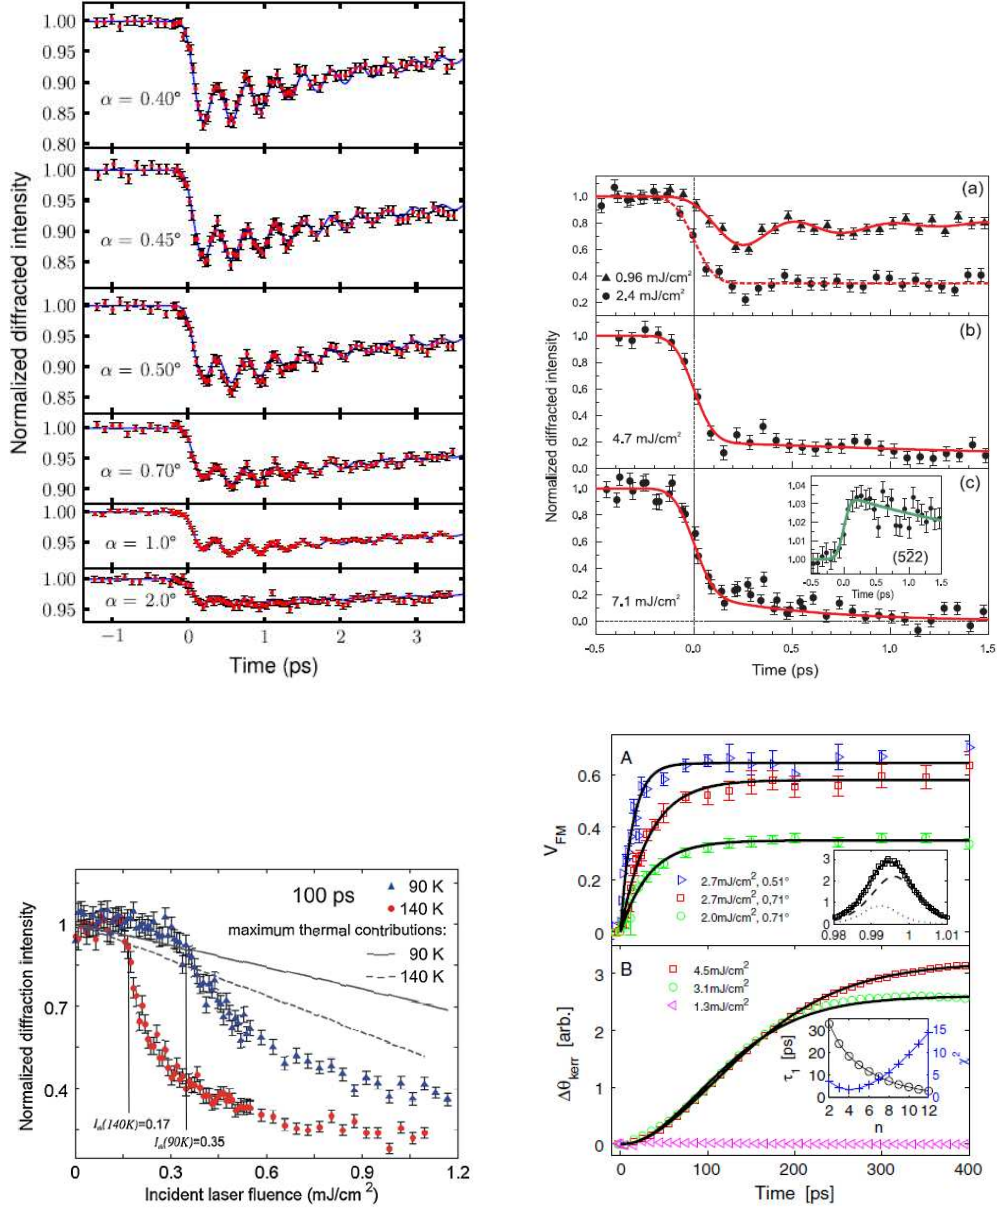 Normalized diffracted intensity
1.00
0.95
0.90
0.85
0.80
α = 0.40°
1.00
0.95
0.90
0.85
α = 0.45°
1.00
0.95
0.90
0.85
α = 0.50°
1.00
0.95
0.90
α = 0.70°
1.00
0.95
α = 1.0°
1.00
0.95
α = 2.0°
−1 0 1 2 3
Time (ps)
Normalized diffracted intensity
(a)
1.0
0.8
0.6
0.4
0.2
▲ 0.96 mJ/cm²
● 2.4 mJ/cm²
(b)
1.0
0.8
0.6
0.4
0.2
0.0
4.7 mJ/cm²
(c)
1.0
0.8
0.6
0.4
0.2
0.0
7.1 mJ/cm²
1.04
1.03
1.02
1.01
1.00
(52̄2)
-0.5 0.0 0.5 1.0 1.5
Time (ps)
-0.5 0.0 0.5 1.0 1.5
Time (ps)
Normalized diffraction intensity
1
0.7
0.4
100 ps
▲ 90 K
● 140 K
maximum thermal contributions:
90 K
140 K
Iₜₕ(140K)=0.17
Iₜₕ(90K)=0.35
0 0.3 0.6 0.9 1.2
Incident laser fluence (mJ/cm²)
A
V_FM
0.6
0.4
0.2
0
▷ 2.7mJ/cm², 0.51°
□ 2.7mJ/cm², 0.71°
○ 2.0mJ/cm², 0.71°
3
2
1
0
0.98 0.99 1 1.01
B
Δθ_kerr [arb.]
3
2
1
0
□ 4.5mJ/cm²
○ 3.1mJ/cm²
◁ 1.3mJ/cm²
τ₁ [ps]
30
20
10
0
15
10
5
0
χ²
2 4 6 8 10 12
n
0 100 200 300 400
Time [ps]